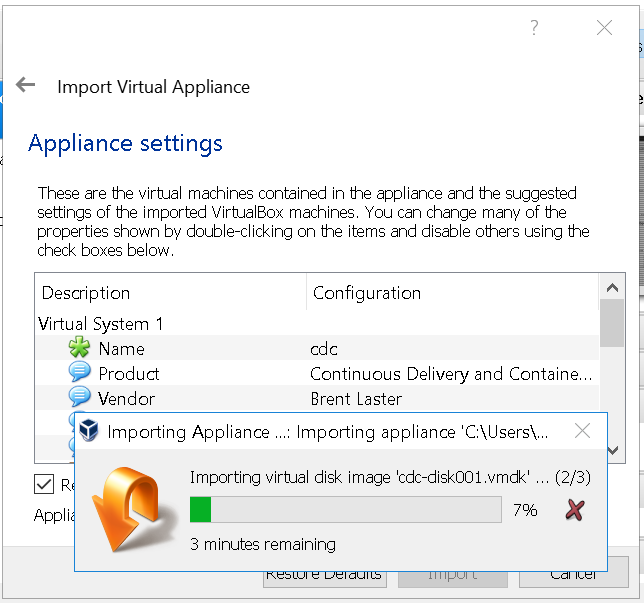 ?
Import Virtual Appliance
Appliance settings
These are the virtual machines contained in the appliance and the suggested
settings of the imported VirtualBox machines. You can change many of the
properties shown by double-clicking on the items and disable others using the
check boxes below.
Description Configuration
Virtual System 1
Name cdc
Product Continuous Delivery and Containe...
Vendor Brent Laster
Importing Appliance ...: Importing appliance 'C:\Users\...
Importing virtual disk image 'cdc-disk001.vmdk' ... (2/3)
7%
3 minutes remaining
Restore Defaults Import Cancel